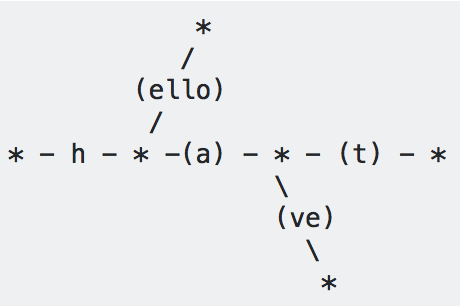 *
/
(ello)
/
* – h – * –(a) – * – (t) – *
\
(ve)
\
*